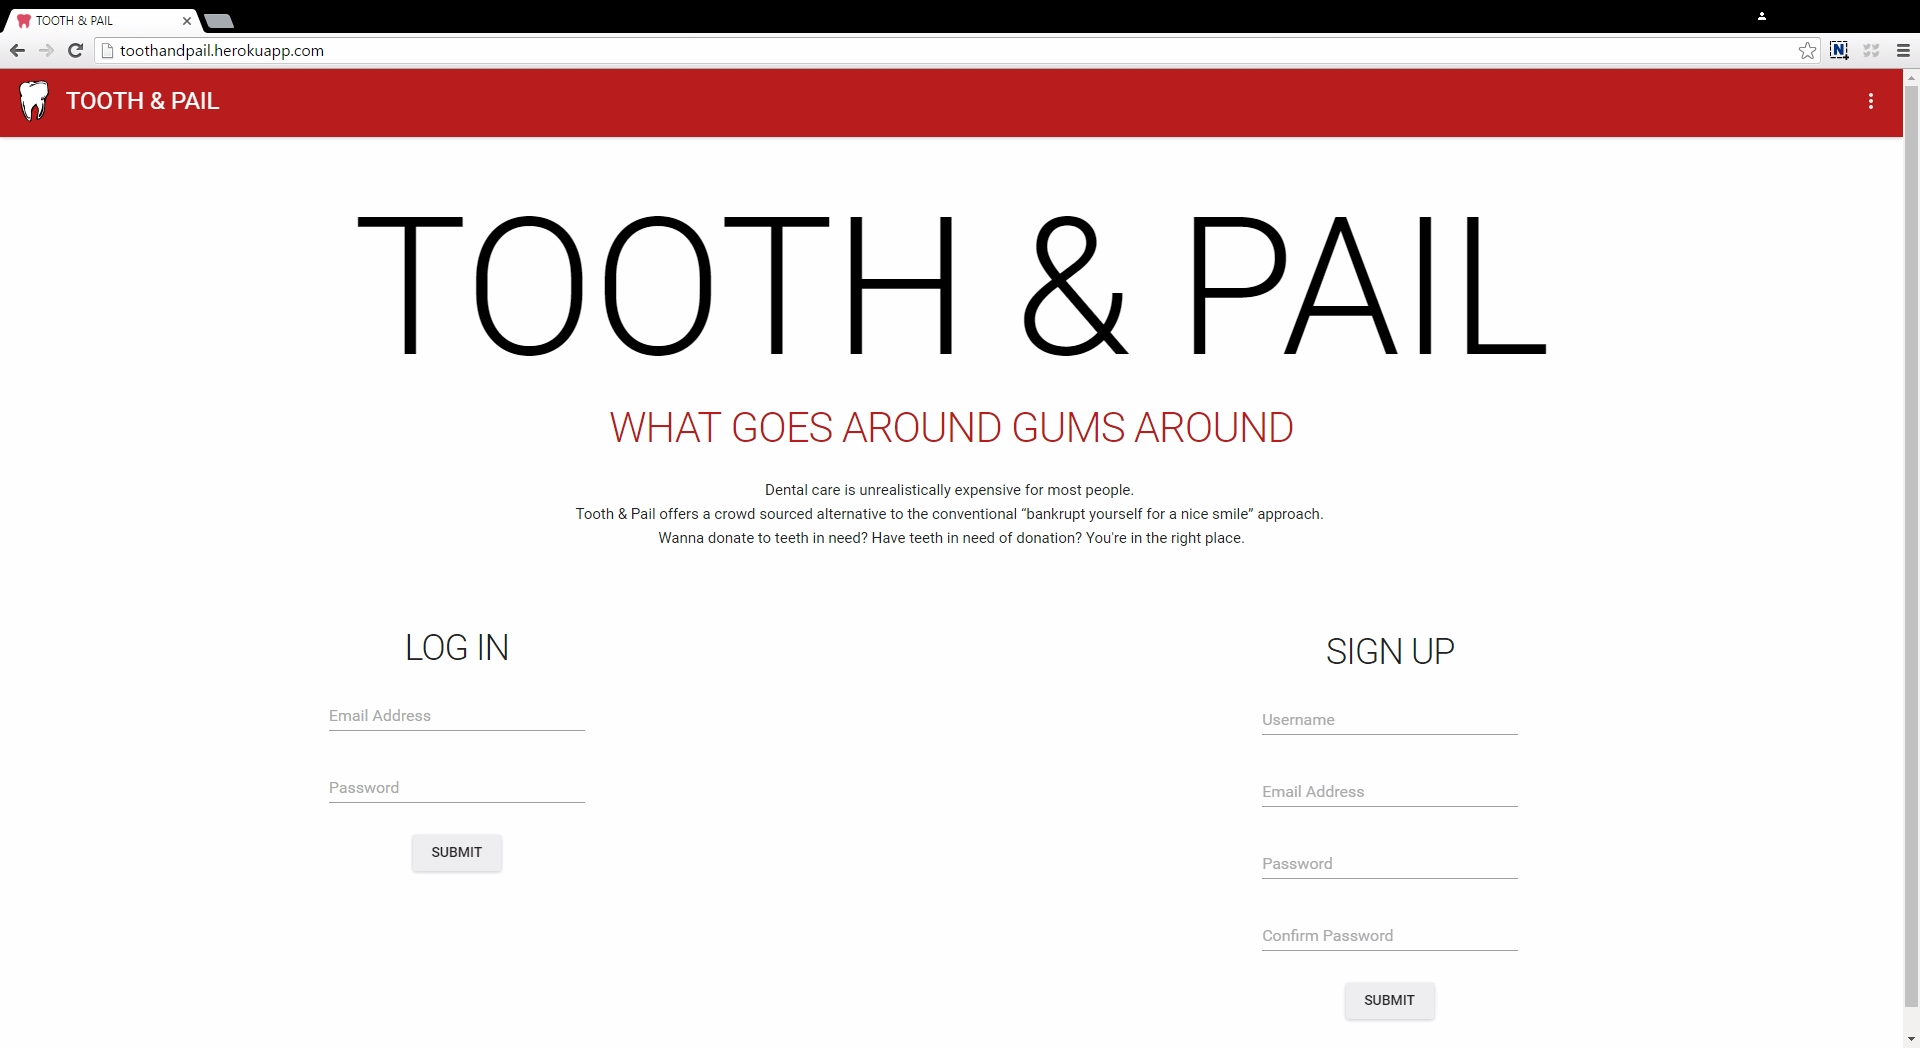 TOOTH & PAIL
toothandpail.herokuapp.com
N
TOOTH & PAIL
TOOTH & PAIL
WHAT GOES AROUND GUMS AROUND
Dental care is unrealistically expensive for most people.
Tooth & Pail offers a crowd sourced alternative to the conventional “bankrupt yourself for a nice smile” approach.
Wanna donate to teeth in need? Have teeth in need of donation? You're in the right place.
LOG IN
Email Address
Password
SUBMIT
SIGN UP
Username
Email Address
Password
Confirm Password
SUBMIT